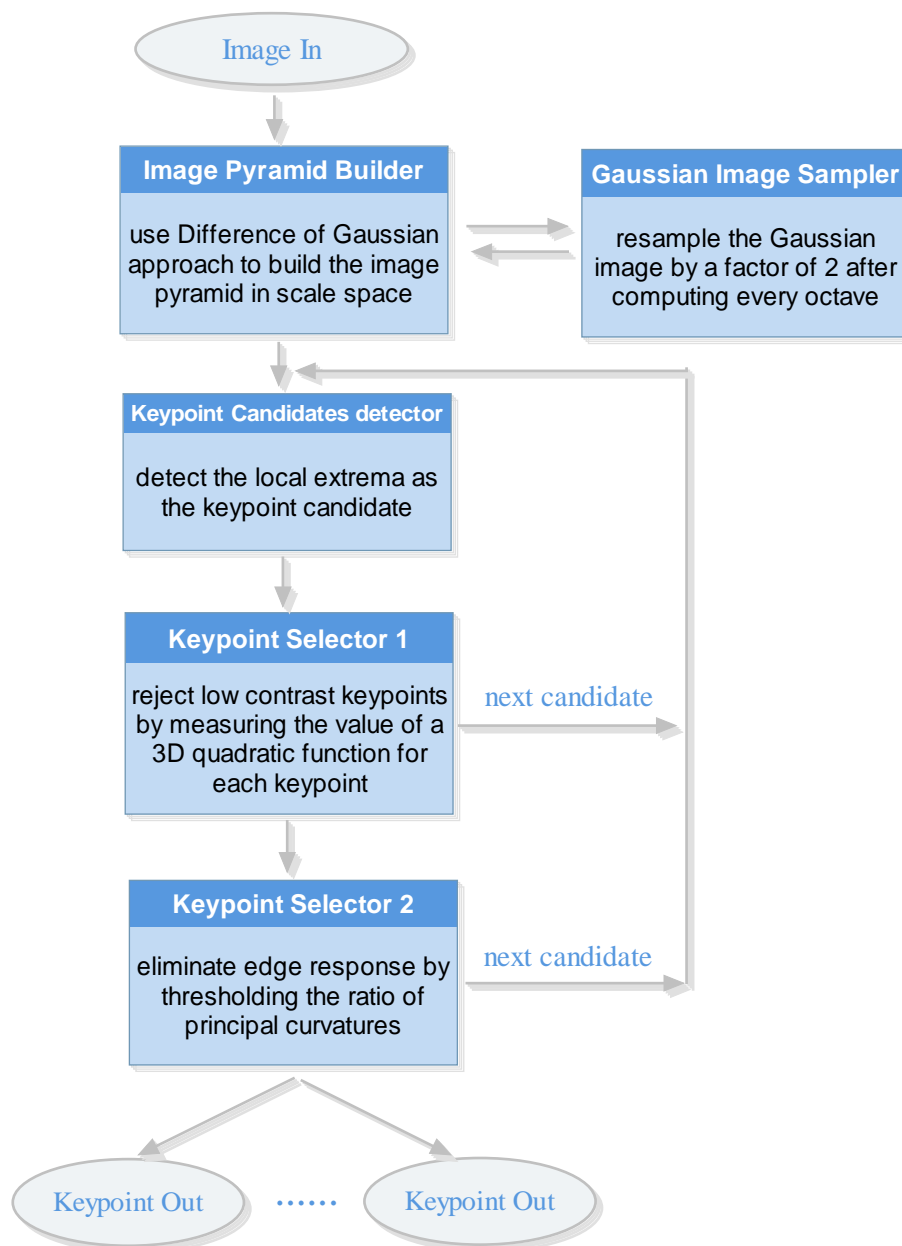 Image In
Image Pyramid Builder
use Difference of Gaussian
approach to build the image
pyramid in scale space
Gaussian Image Sampler
resample the Gaussian
image by a factor of 2 after
computing every octave
Keypoint Candidates detector
detect the local extrema as
the keypoint candidate
Keypoint Selector 1
reject low contrast keypoints
by measuring the value of a
3D quadratic function for
each keypoint
next candidate
Keypoint Selector 2
eliminate edge response by
thresholding the ratio of
principal curvatures
next candidate
Keypoint Out ...... Keypoint Out